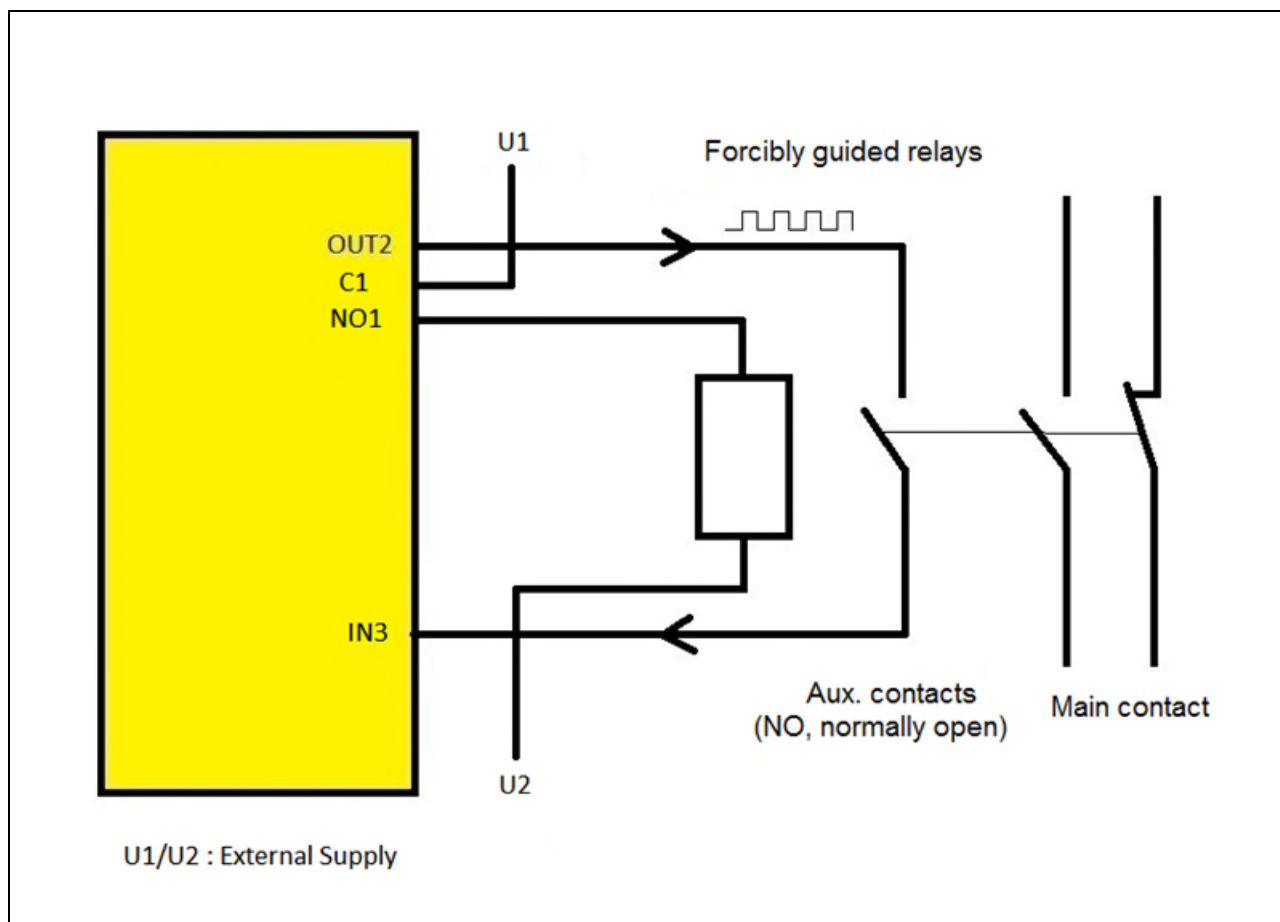 U1
Forcibly guided relays
OUT2
C1
NO1
IN3
Aux. contacts
(NO, normally open)
Main contact
U2
U1/U2 : External Supply